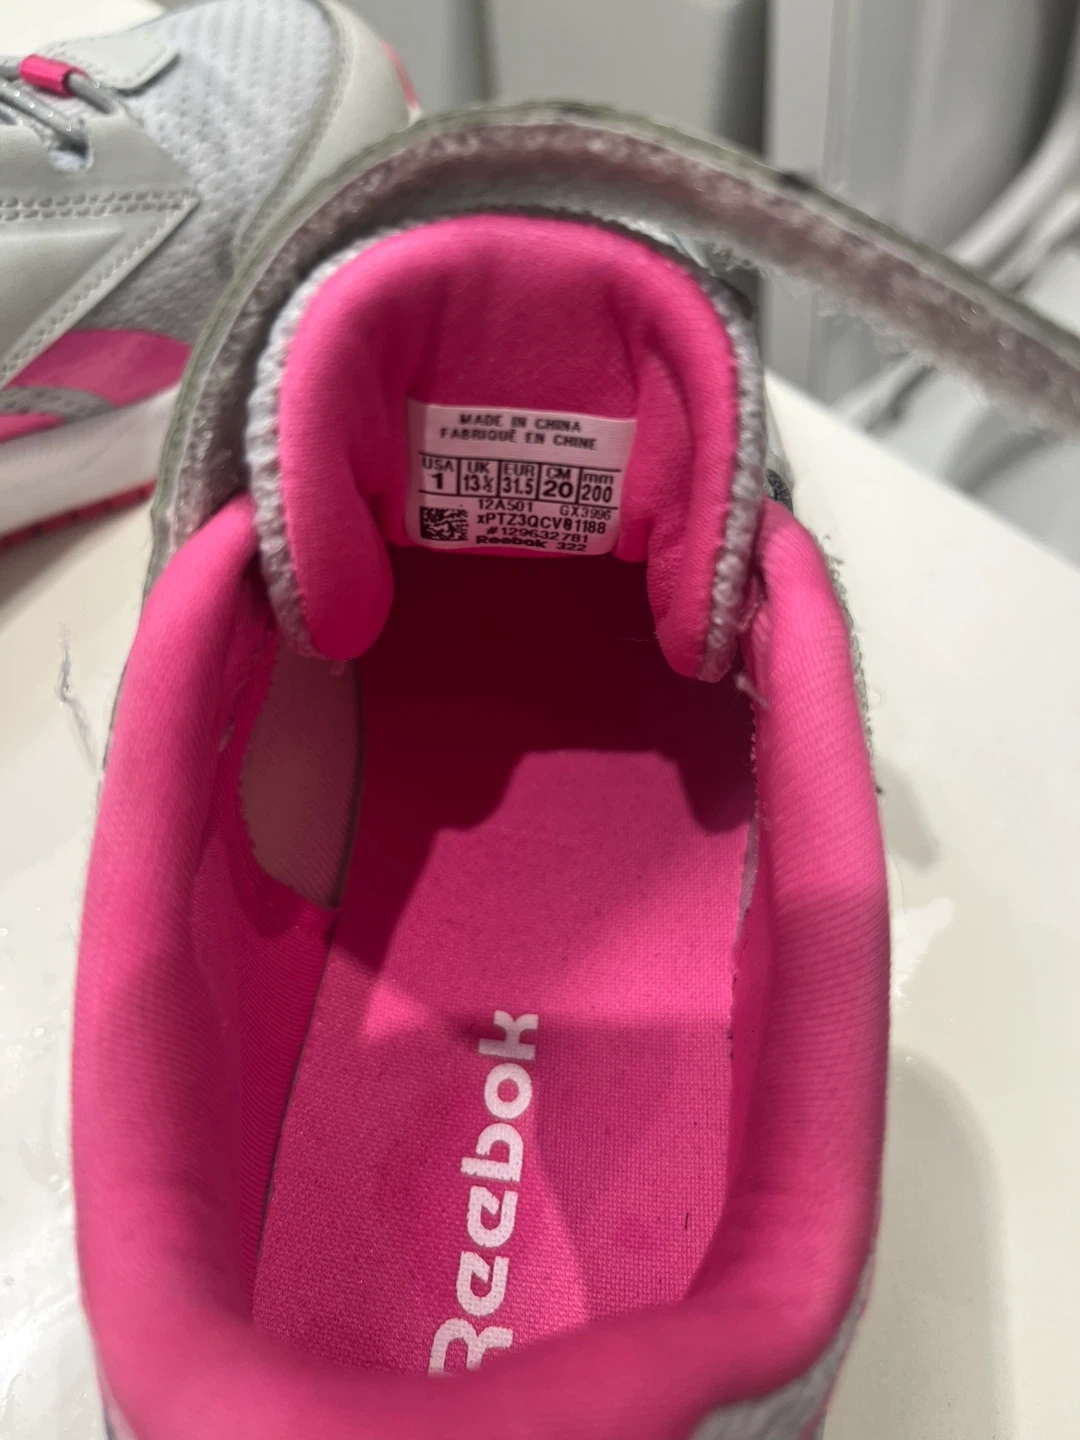 MADE IN CHINA
FABRIQUÉ EN CHINE
USA UK EUR CM mm
1 13½ 31.5 20 200
12A501 GX3996
xPTZ3QCV01188
#129632781
Reebok 322
Reebok